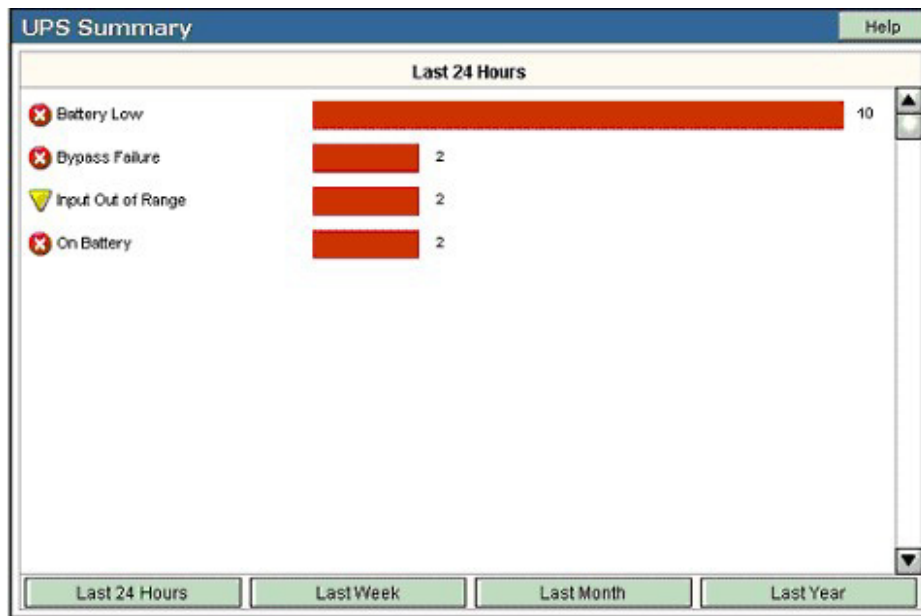 UPS Summary
Help
Last 24 Hours
Battery Low 10
Bypass Failure 2
Input Out of Range 2
On Battery 2
Last 24 Hours Last Week Last Month Last Year